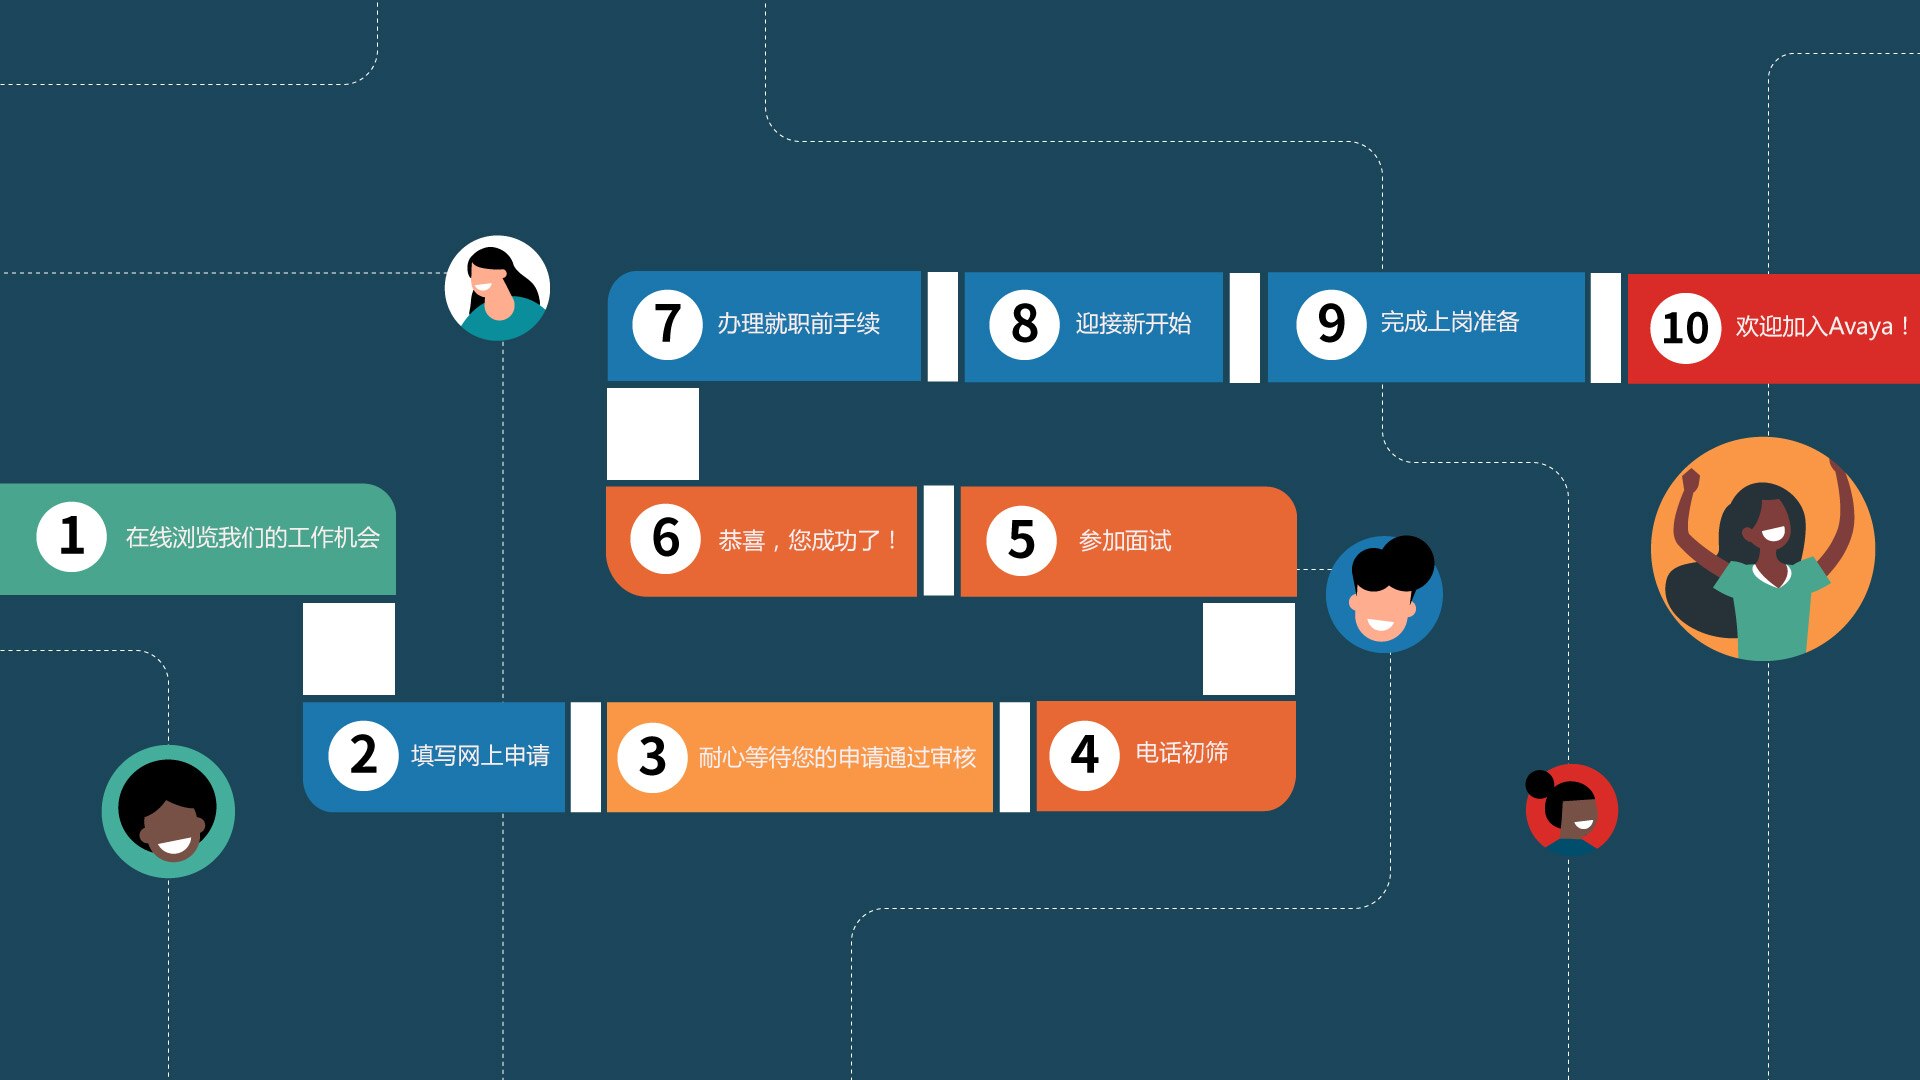 1 在线浏览我们的工作机会
2 填写网上申请
3 耐心等待您的申请通过审核
4 电话初筛
5 参加面试
6 恭喜，您成功了！
7 办理就职前手续
8 迎接新开始
9 完成上岗准备
10 欢迎加入Avaya！